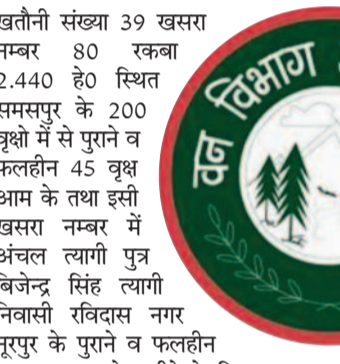 खतौनी संख्या 39 खसरा
नम्बर 80 रकबा
2.440 हे0 स्थित
समसपुर के 200
वृक्षो में से पुराने व
फलहीन 45 वृक्ष
आम के तथा इसी
खसरा नम्बर में
अंचल त्यागी पुत्र
बिजेन्द्र सिंह त्यागी
निवासी रविदास नगर
नूरपुर के पुराने व फलहीन
वन विभाग